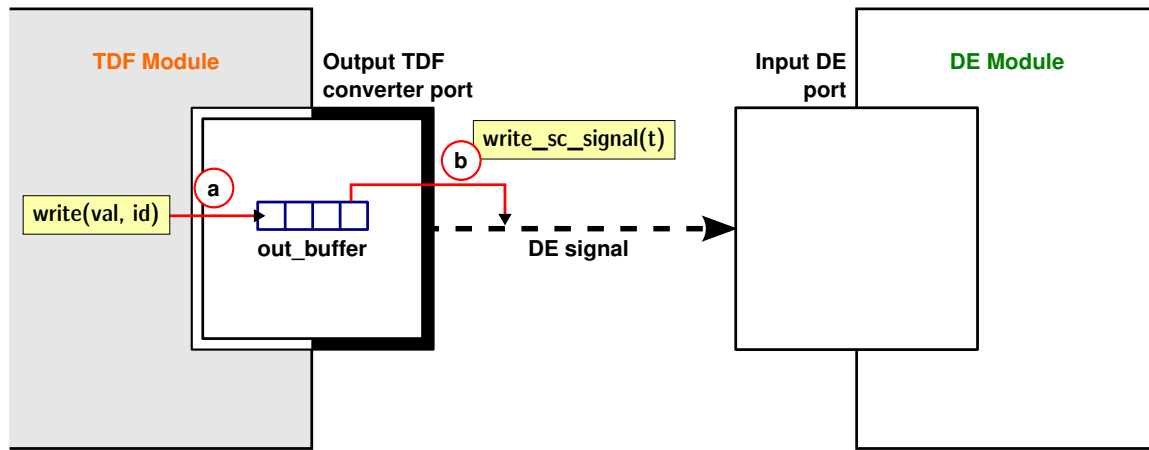 TDF Module
Output TDF
converter port
Input DE
port
DE Module
write_sc_signal(t)
b
a
write(val, id)
out_buffer
DE signal